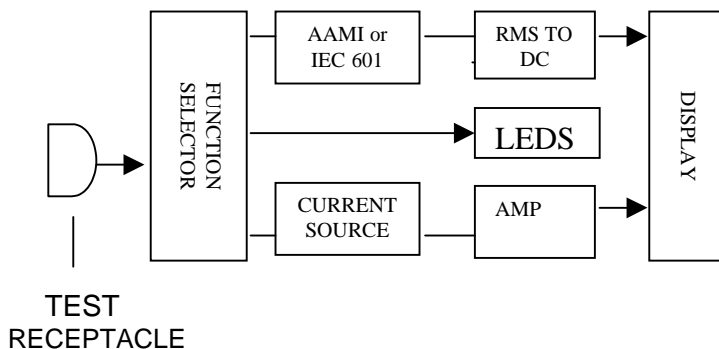 AAMI or
IEC 601
RMS TO
DC
FUNCTION
SELECTOR
LEDS
DISPLAY
CURRENT
SOURCE
AMP
TEST
RECEPTACLE